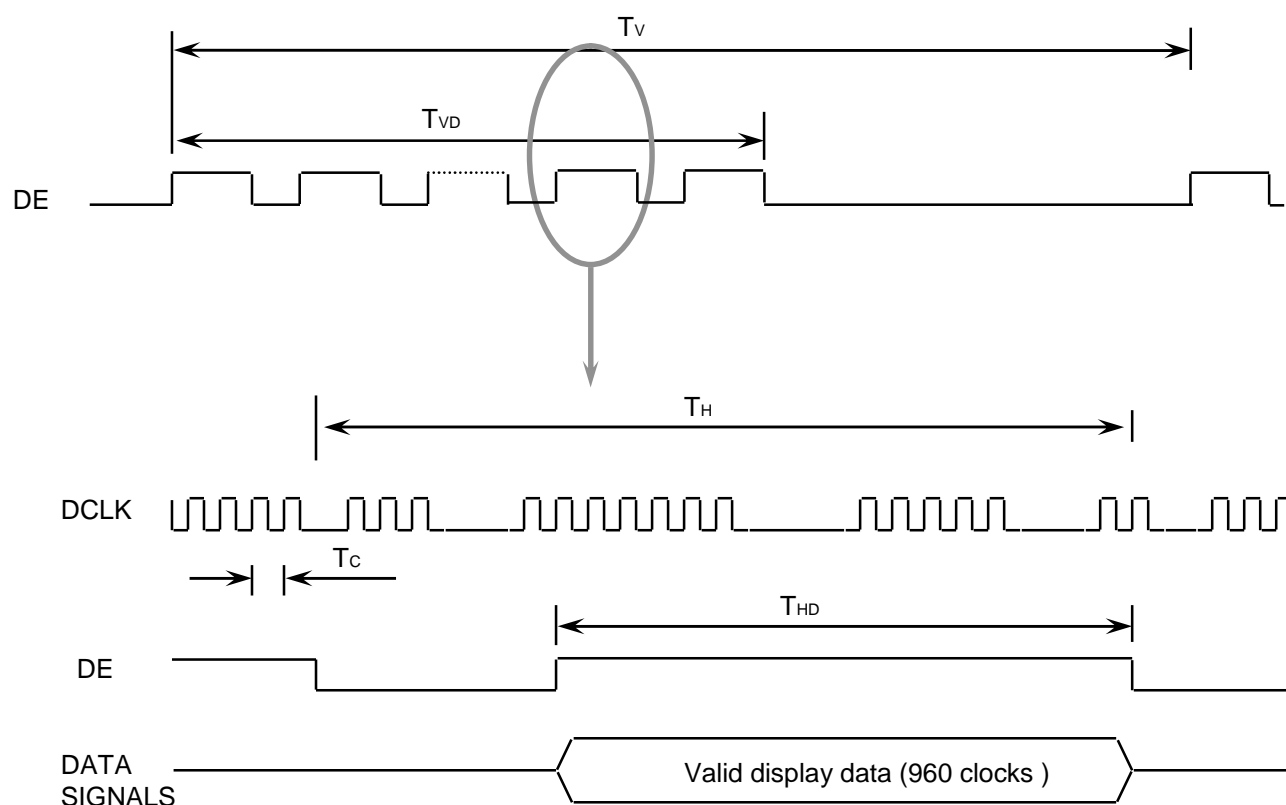 TV
TVD
DE
TH
DCLK
TC
THD
DE
DATA
SIGNALS
Valid display data (960 clocks )